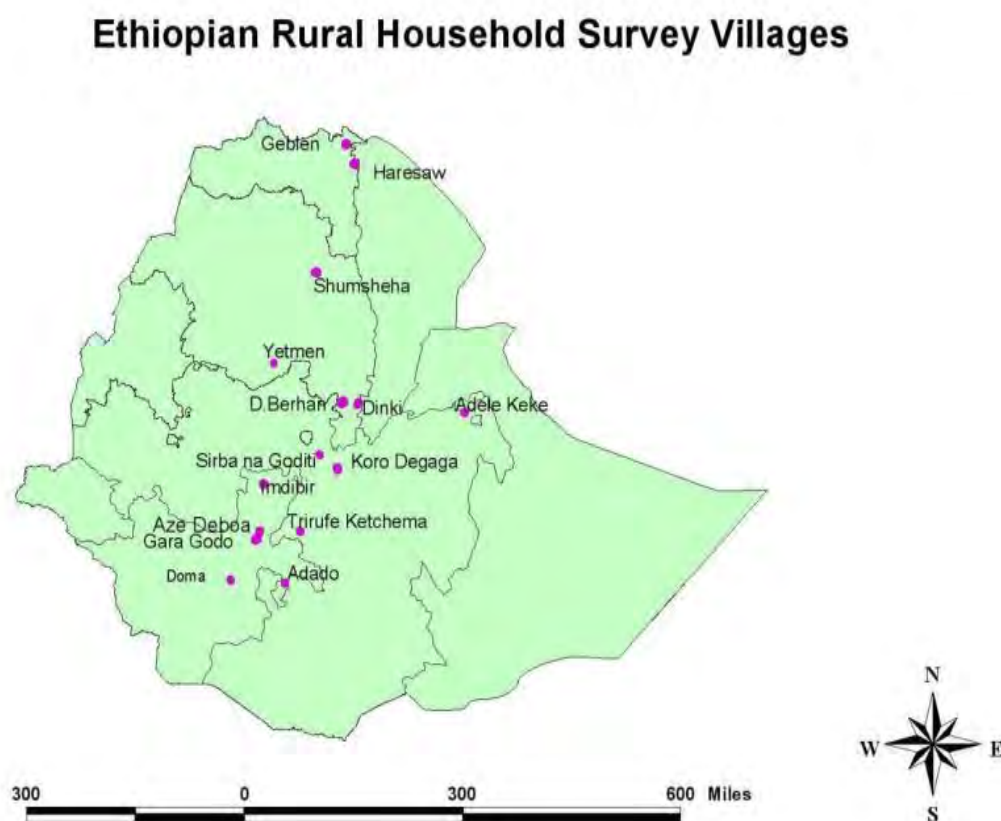 Ethiopian Rural Household Survey Villages
Geblen
Haresaw
Shumsheha
Yetmen
D.Berhan
Dinki
Adele Keke
Sirba na Goditi
Koro Degaga
Imdibir
Aze Deboa
Trirufe Ketchema
Gara Godo
Doma
Adado
N
W
E
S
300 0 300 600 Miles